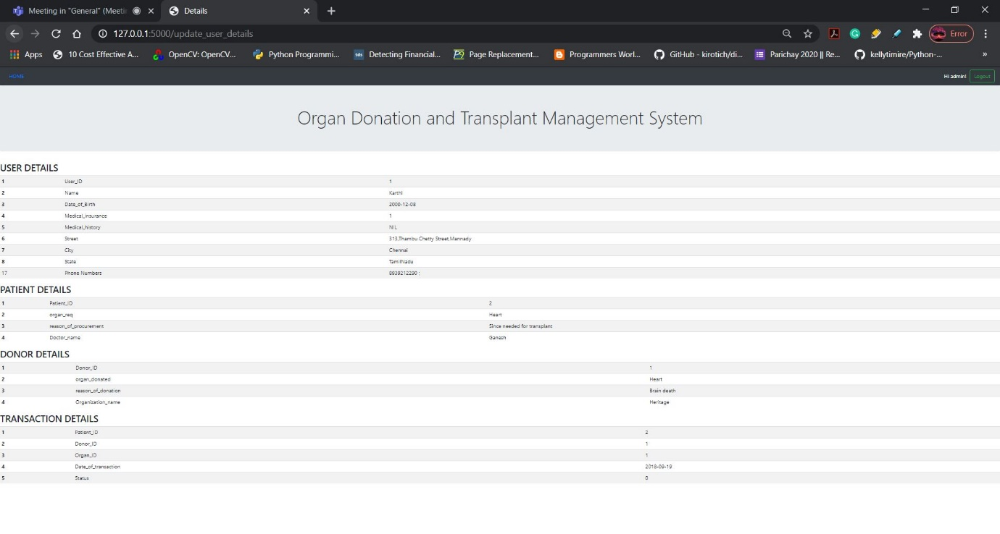 Meeting in "General" (Meetin
Details
127.0.0.1:5000/update_user_details
Error
Apps
10 Cost Effective A...
OpenCV: OpenCV...
Python Programmi...
tds
Detecting Financial...
Page Replacement...
Programmers Worl...
GitHub - kirotich/di...
Parichay 2020 || Re...
kellytimire/Python-...
»
HOME
Hi admin! Logout
Organ Donation and Transplant Management System
USER DETAILS
1 User_ID 1
2 Name Karthi
3 Date_of_Birth 2000-12-08
4 Medical_insurance 1
5 Medical_history NIL
6 Street 313,Thambu Chetty Street,Mannady
7 City Chennai
8 State TamilNadu
17 Phone Numbers 8939212290 :
PATIENT DETAILS
1 Patient_ID 2
2 organ_req Heart
3 reason_of_procurement Since needed for transplant
4 Doctor_name Ganesh
DONOR DETAILS
1 Donor_ID 1
2 organ_donated Heart
3 reason_of_donation Brain death
4 Organization_name Heritage
TRANSACTION DETAILS
1 Patient_ID 2
2 Donor_ID 1
3 Organ_ID 1
4 Date_of_transaction 2018-09-19
5 Status 0